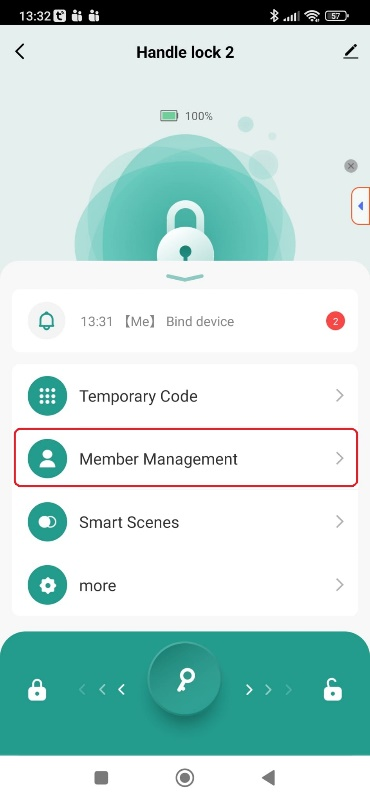 13:32
57
Handle lock 2
100%
13:31 【Me】 Bind device
2
Temporary Code
Member Management
Smart Scenes
more